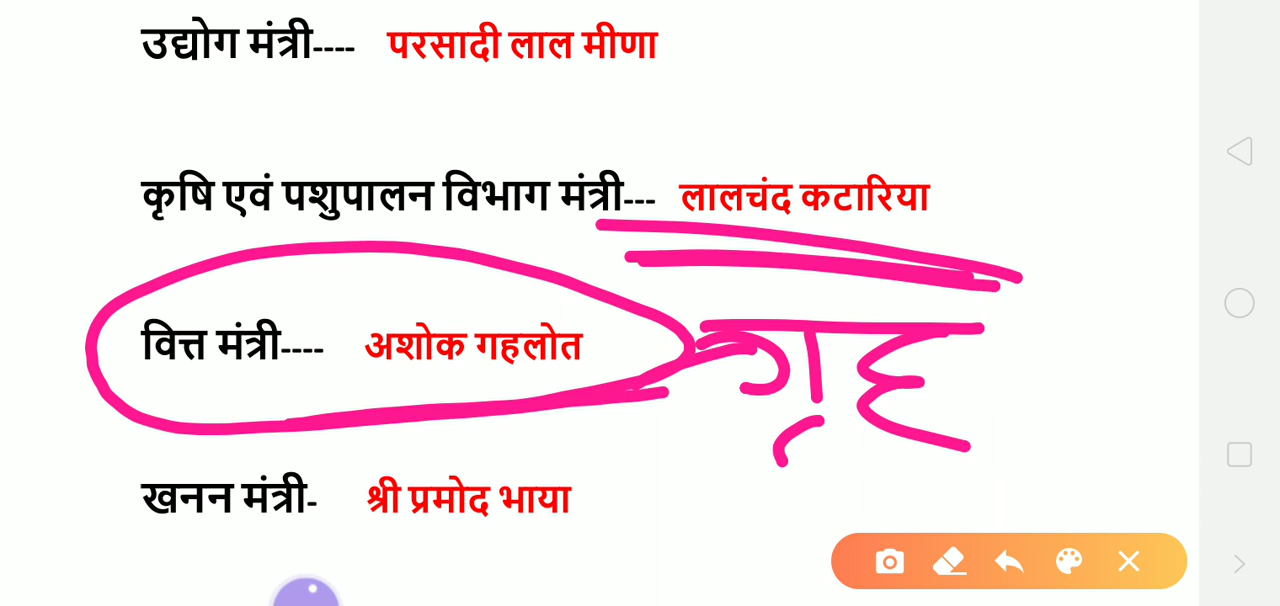 उद्योग मंत्री---- परसादी लाल मीणा
कृषि एवं पशुपालन विभाग मंत्री--- लालचंद कटारिया
वित्त मंत्री---- अशोक गहलोत
गृह
खनन मंत्री- श्री प्रमोद भाया